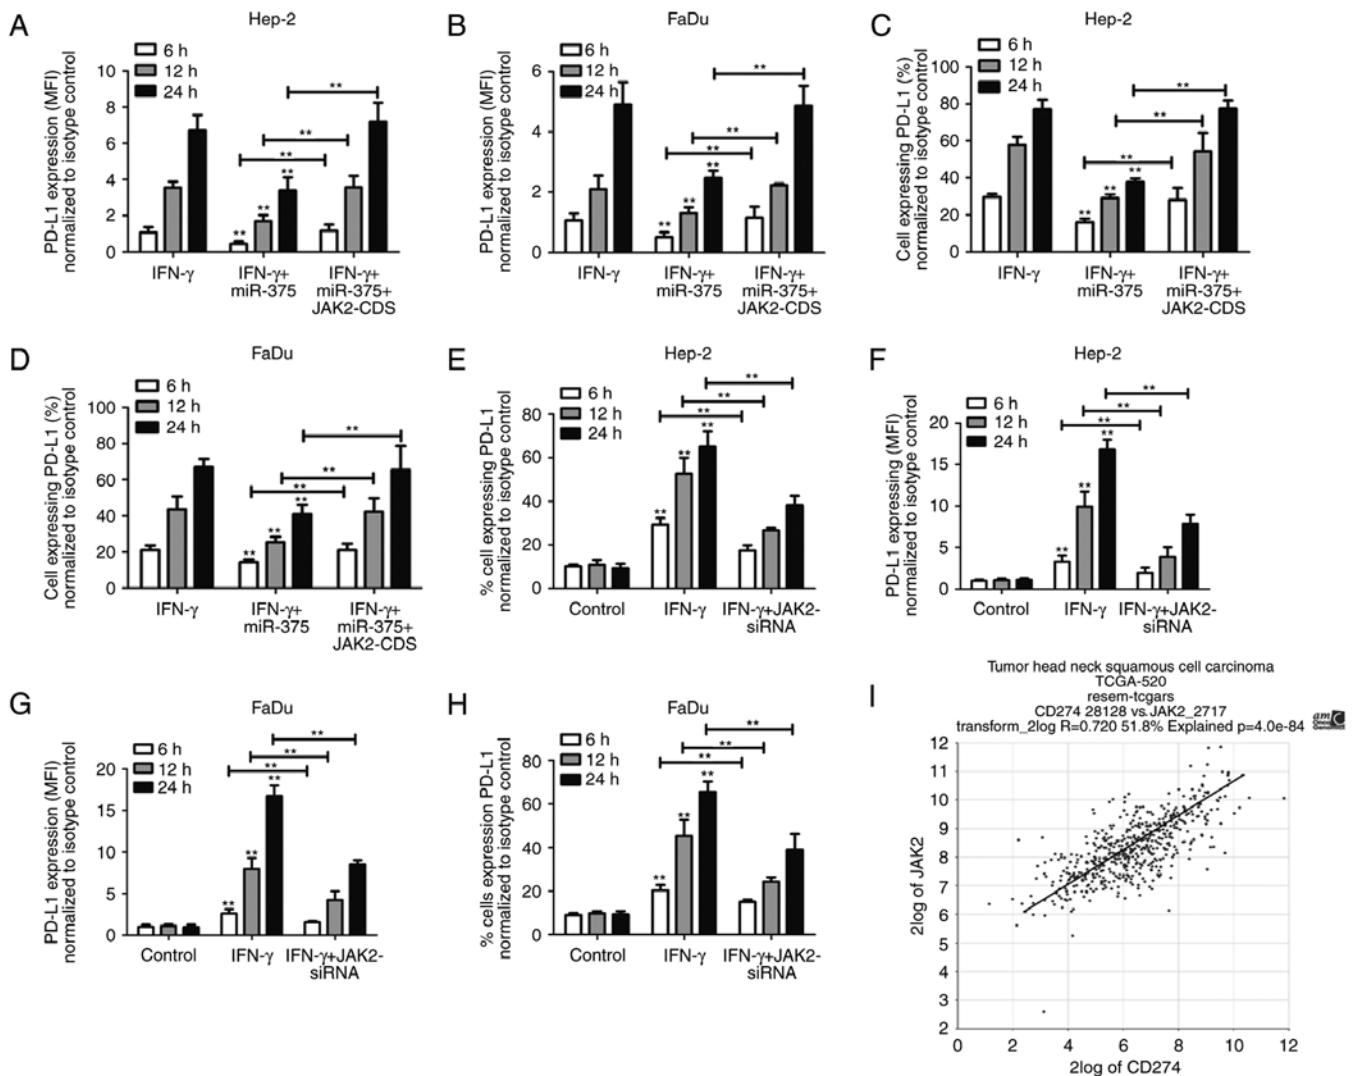 A
Hep-2
6 h
12 h
24 h
PD-L1 expression (MFI)
normalized to isotype control
10
8
6
4
2
0
**
**
**
**
**
**
IFN-γ
IFN-γ+
miR-375
IFN-γ+
miR-375+
JAK2-CDS
B
FaDu
6 h
12 h
24 h
PD-L1 expression (MFI)
normalized to isotype control
6
4
2
0
**
**
**
**
**
**
IFN-γ
IFN-γ+
miR-375
IFN-γ+
miR-375+
JAK2-CDS
C
Hep-2
6 h
12 h
24 h
Cell expressing PD-L1 (%)
normalized to isotype control
100
80
60
40
20
0
**
**
**
**
**
**
IFN-γ
IFN-γ+
miR-375
IFN-γ+
miR-375+
JAK2-CDS
D
FaDu
6 h
12 h
24 h
Cell expressing PD-L1 (%)
normalized to isotype control
100
80
60
40
20
0
**
**
**
**
**
**
IFN-γ
IFN-γ+
miR-375
IFN-γ+
miR-375+
JAK2-CDS
E
Hep-2
6 h
12 h
24 h
% cell expressing PD-L1
normalized to isotype control
80
60
40
20
0
**
**
**
**
**
**
Control
IFN-γ
IFN-γ+JAK2-
siRNA
F
Hep-2
6 h
12 h
24 h
PD-L1 expressing (MFI)
normalized to isotype control
20
15
10
5
0
**
**
**
**
**
**
Control
IFN-γ
IFN-γ+JAK2-
siRNA
G
FaDu
6 h
12 h
24 h
PD-L1 expression (MFI)
normalized to isotype control
20
15
10
5
0
**
**
**
**
**
**
Control
IFN-γ
IFN-γ+JAK2-
siRNA
H
FaDu
6 h
12 h
24 h
% cells expression PD-L1
normalized to isotype control
80
60
40
20
0
**
**
**
**
**
**
Control
IFN-γ
IFN-γ+JAK2-
siRNA
I
Tumor head neck squamous cell carcinoma
TCGA-520
resem-tcgars
CD274 28128 vs.JAK2_2717
transform_2log R=0.720 51.8% Explained p=4.0e-84
amC
2log of JAK2
12
11
10
9
8
7
6
5
4
3
2
0 2 4 6 8 10 12
2log of CD274